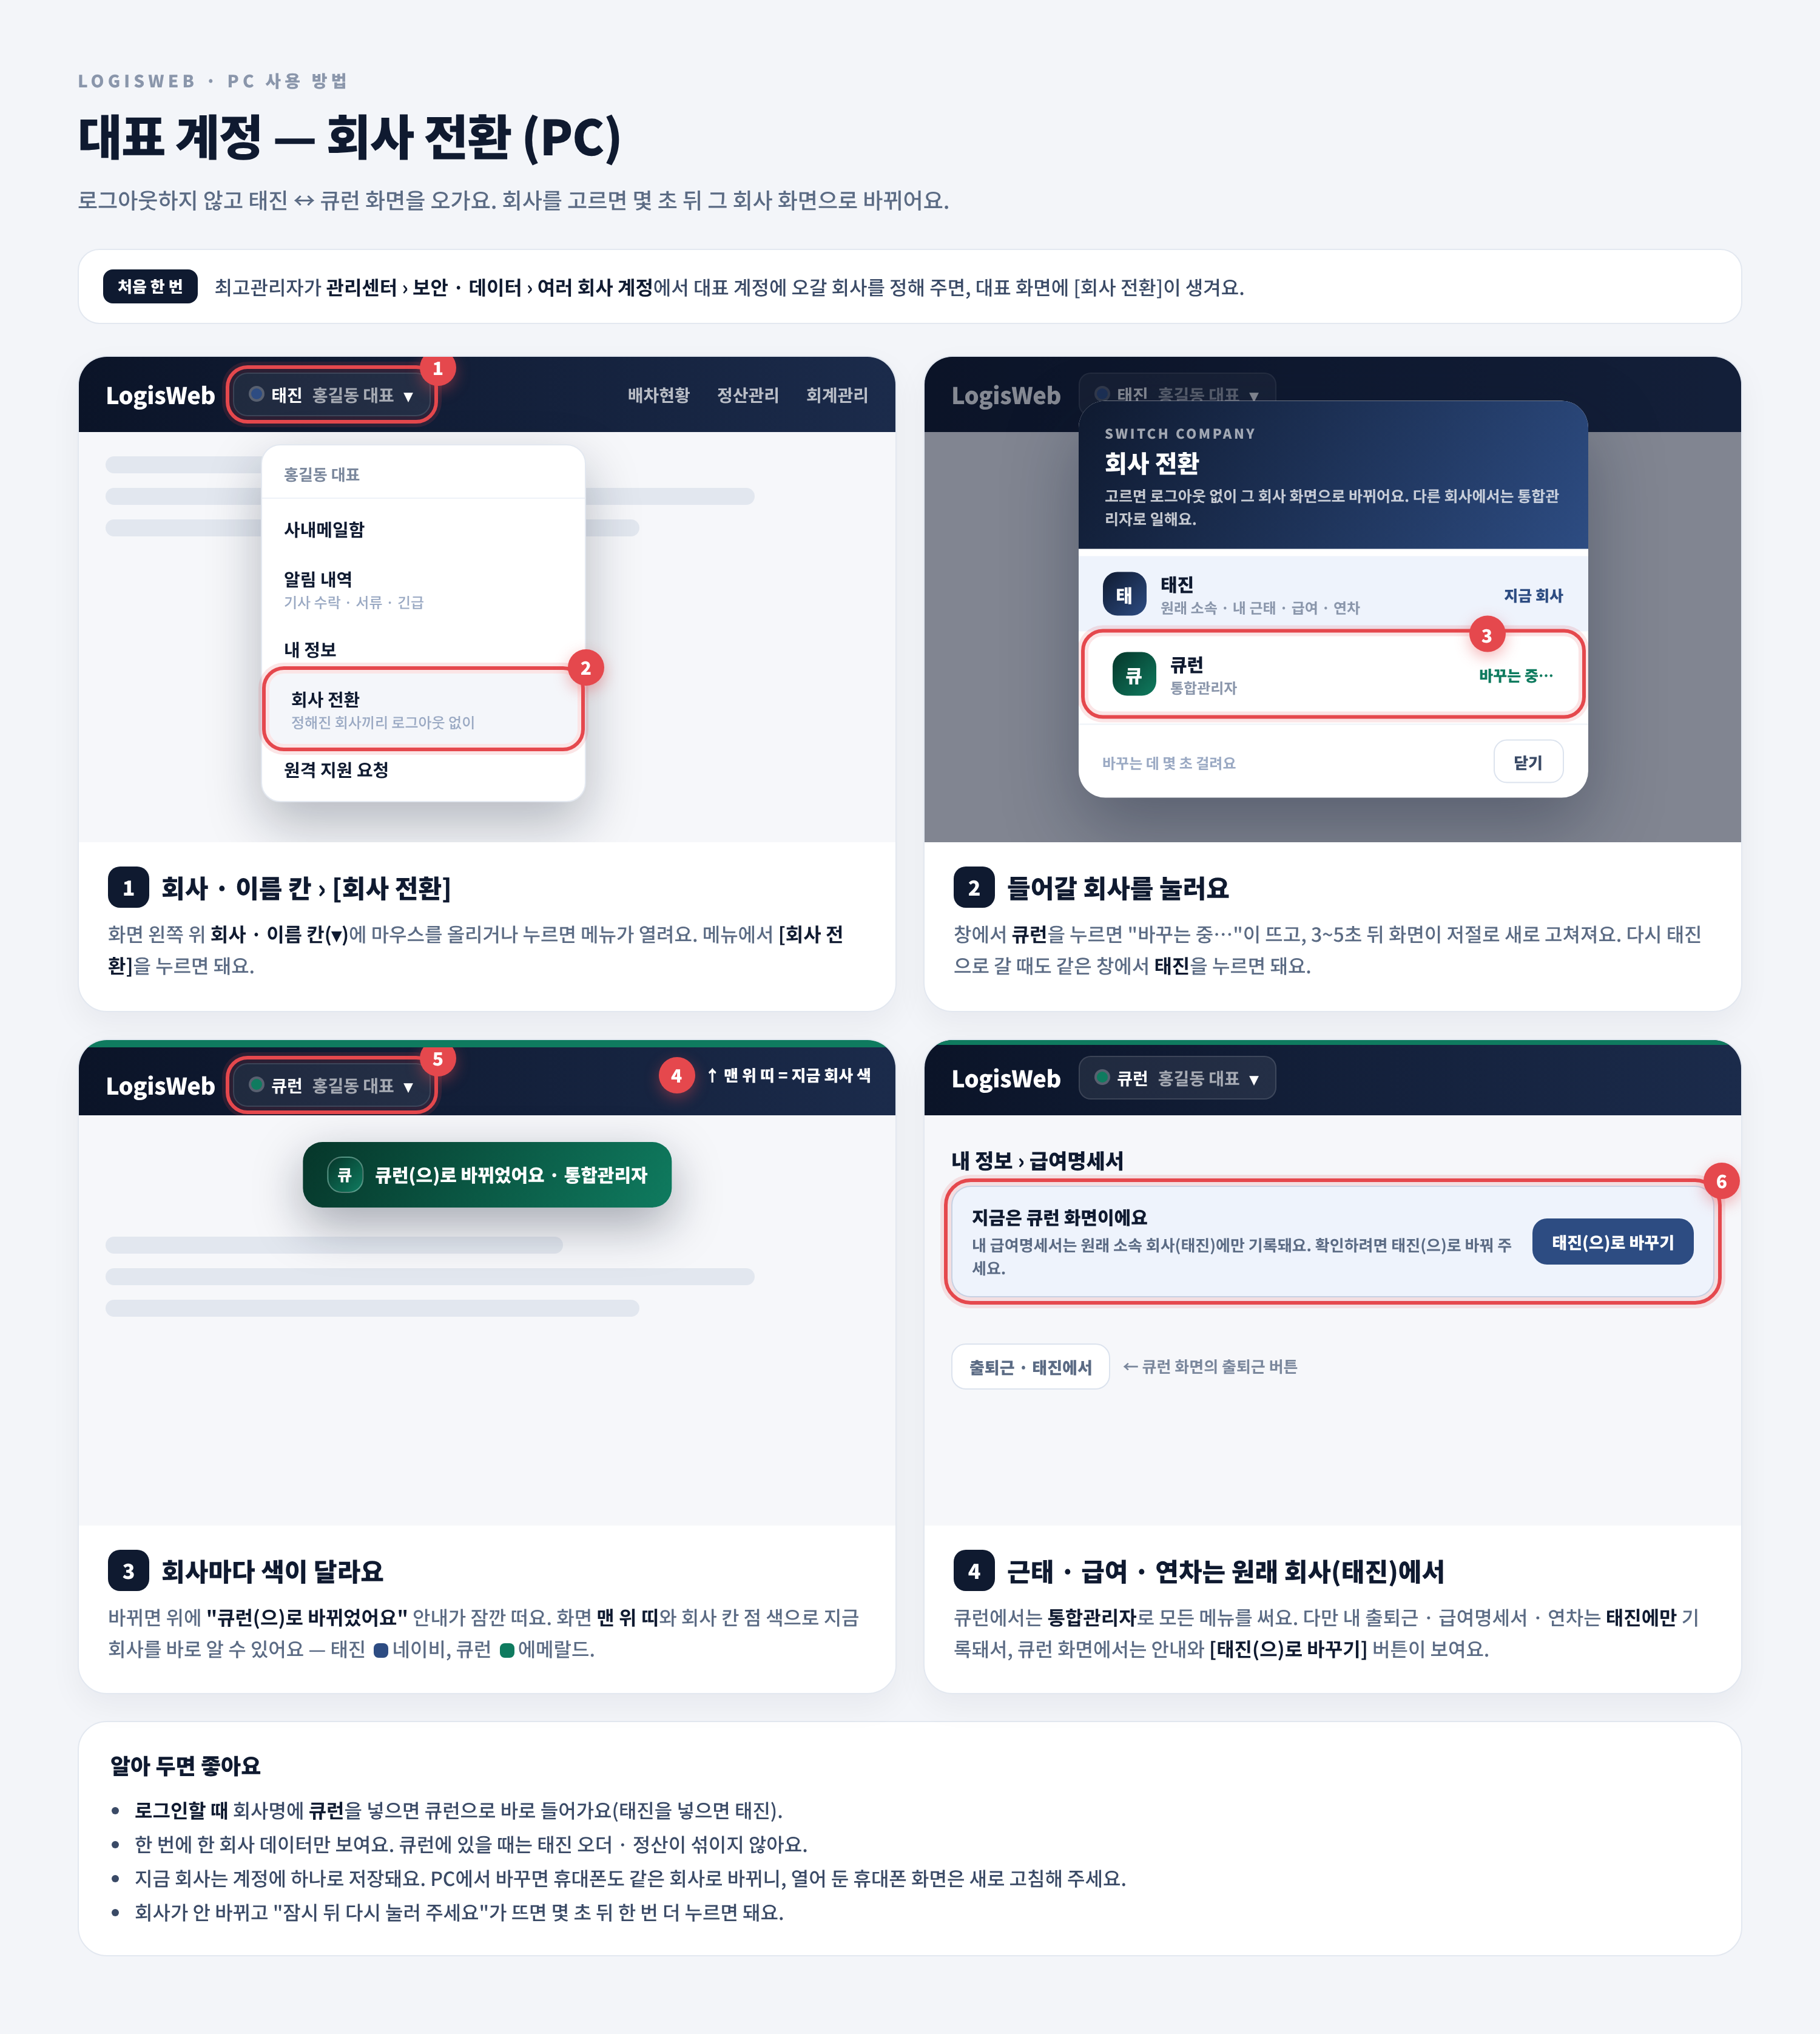 LOGISWEB · PC 사용 방법
대표 계정 — 회사 전환 (PC)
로그아웃하지 않고 태진 ↔ 큐런 화면을 오가요. 회사를 고르면 몇 초 뒤 그 회사 화면으로 바뀌어요.
처음 한 번 최고관리자가 관리센터 › 보안 · 데이터 › 여러 회사 계정에서 대표 계정에 오갈 회사를 정해 주면, 대표 화면에 [회사 전환]이 생겨요.
LogisWeb 태진 홍길동 대표 ▼ 1 배차현황 정산관리 회계관리
홍길동 대표
사내메일함
알림 내역
기사 수락 · 서류 · 긴급
내 정보
2
회사 전환
정해진 회사끼리 로그아웃 없이
원격 지원 요청
1 회사 · 이름 칸 › [회사 전환]
화면 왼쪽 위 회사 · 이름 칸(▼)에 마우스를 올리거나 누르면 메뉴가 열려요. 메뉴에서 [회사 전
환]을 누르면 돼요.
LogisWeb 태진 홍길동 대표 ▼
SWITCH COMPANY
회사 전환
고르면 로그아웃 없이 그 회사 화면으로 바뀌어요. 다른 회사에서는 통합관
리자로 일해요.
태 태진 지금 회사
원래 소속 · 내 근태 · 급여 · 연차
3
큐 큐런 바꾸는 중…
통합관리자
바꾸는 데 몇 초 걸려요 닫기
2 들어갈 회사를 눌러요
창에서 큐런을 누르면 "바꾸는 중…"이 뜨고, 3~5초 뒤 화면이 저절로 새로 고쳐져요. 다시 태진
으로 갈 때도 같은 창에서 태진을 누르면 돼요.
LogisWeb 큐런 홍길동 대표 ▼ 5 4 ↑ 맨 위 띠 = 지금 회사 색
큐 큐런(으)로 바뀌었어요 · 통합관리자
3 회사마다 색이 달라요
바뀌면 위에 "큐런(으)로 바뀌었어요" 안내가 잠깐 떠요. 화면 맨 위 띠와 회사 칸 점 색으로 지금
회사를 바로 알 수 있어요 — 태진 네이비, 큐런 에메랄드.
LogisWeb 큐런 홍길동 대표 ▼
내 정보 › 급여명세서
6
지금은 큐런 화면이에요
내 급여명세서는 원래 소속 회사(태진)에만 기록돼요. 확인하려면 태진(으)로 바꿔 주
세요.
태진(으)로 바꾸기
출퇴근 · 태진에서 ← 큐런 화면의 출퇴근 버튼
4 근태 · 급여 · 연차는 원래 회사(태진)에서
큐런에서는 통합관리자로 모든 메뉴를 써요. 다만 내 출퇴근 · 급여명세서 · 연차는 태진에만 기
록돼서, 큐런 화면에서는 안내와 [태진(으)로 바꾸기] 버튼이 보여요.
알아 두면 좋아요
• 로그인할 때 회사명에 큐런을 넣으면 큐런으로 바로 들어가요(태진을 넣으면 태진).
• 한 번에 한 회사 데이터만 보여요. 큐런에 있을 때는 태진 오더 · 정산이 섞이지 않아요.
• 지금 회사는 계정에 하나로 저장돼요. PC에서 바꾸면 휴대폰도 같은 회사로 바뀌니, 열어 둔 휴대폰 화면은 새로 고침해 주세요.
• 회사가 안 바뀌고 "잠시 뒤 다시 눌러 주세요"가 뜨면 몇 초 뒤 한 번 더 누르면 돼요.